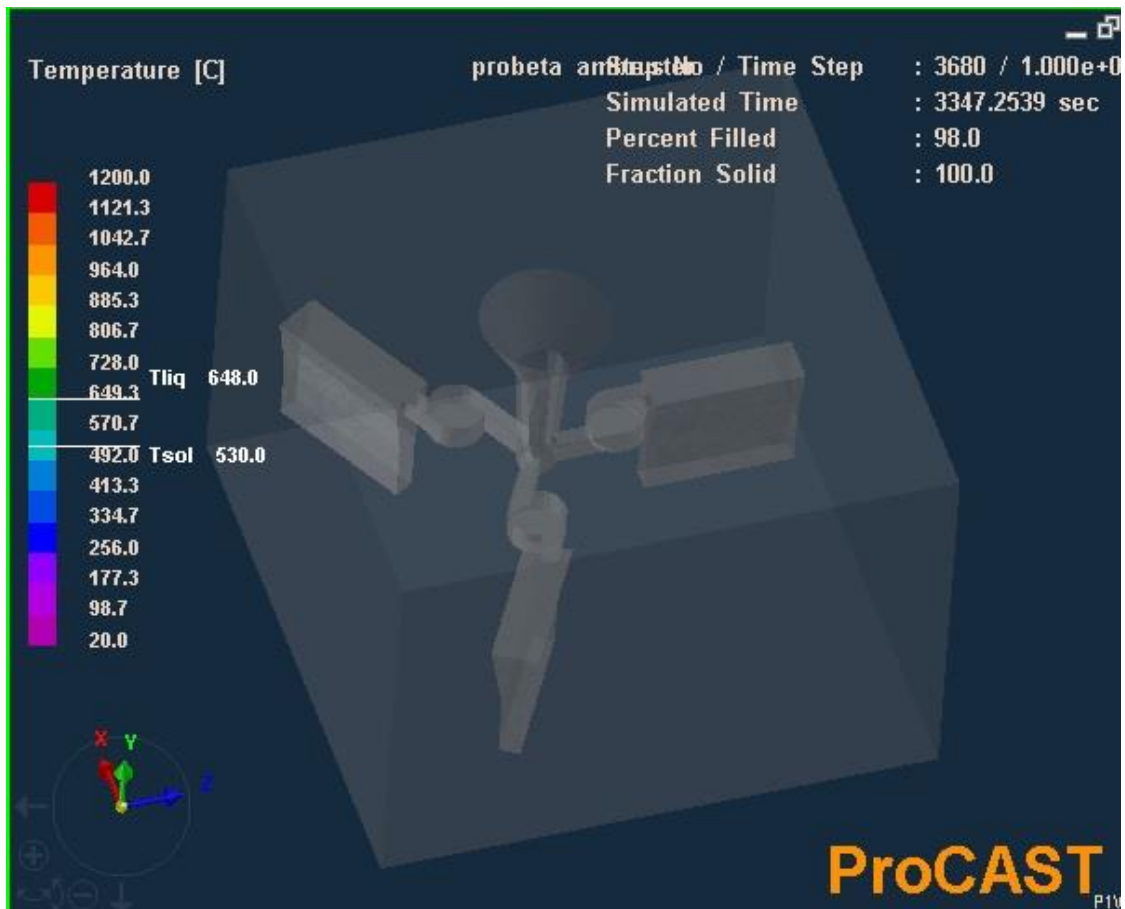 Temperature [C]
probeta
Step No / Time Step : 3680 / 1.000e+0
Simulated Time : 3347.2539 sec
Percent Filled : 98.0
Fraction Solid : 100.0
1200.0
1121.3
1042.7
964.0
885.3
806.7
728.0
Tliq 648.0
649.3
570.7
492.0 Tsol 530.0
413.3
334.7
256.0
177.3
98.7
20.0
X Y Z
ProCAST